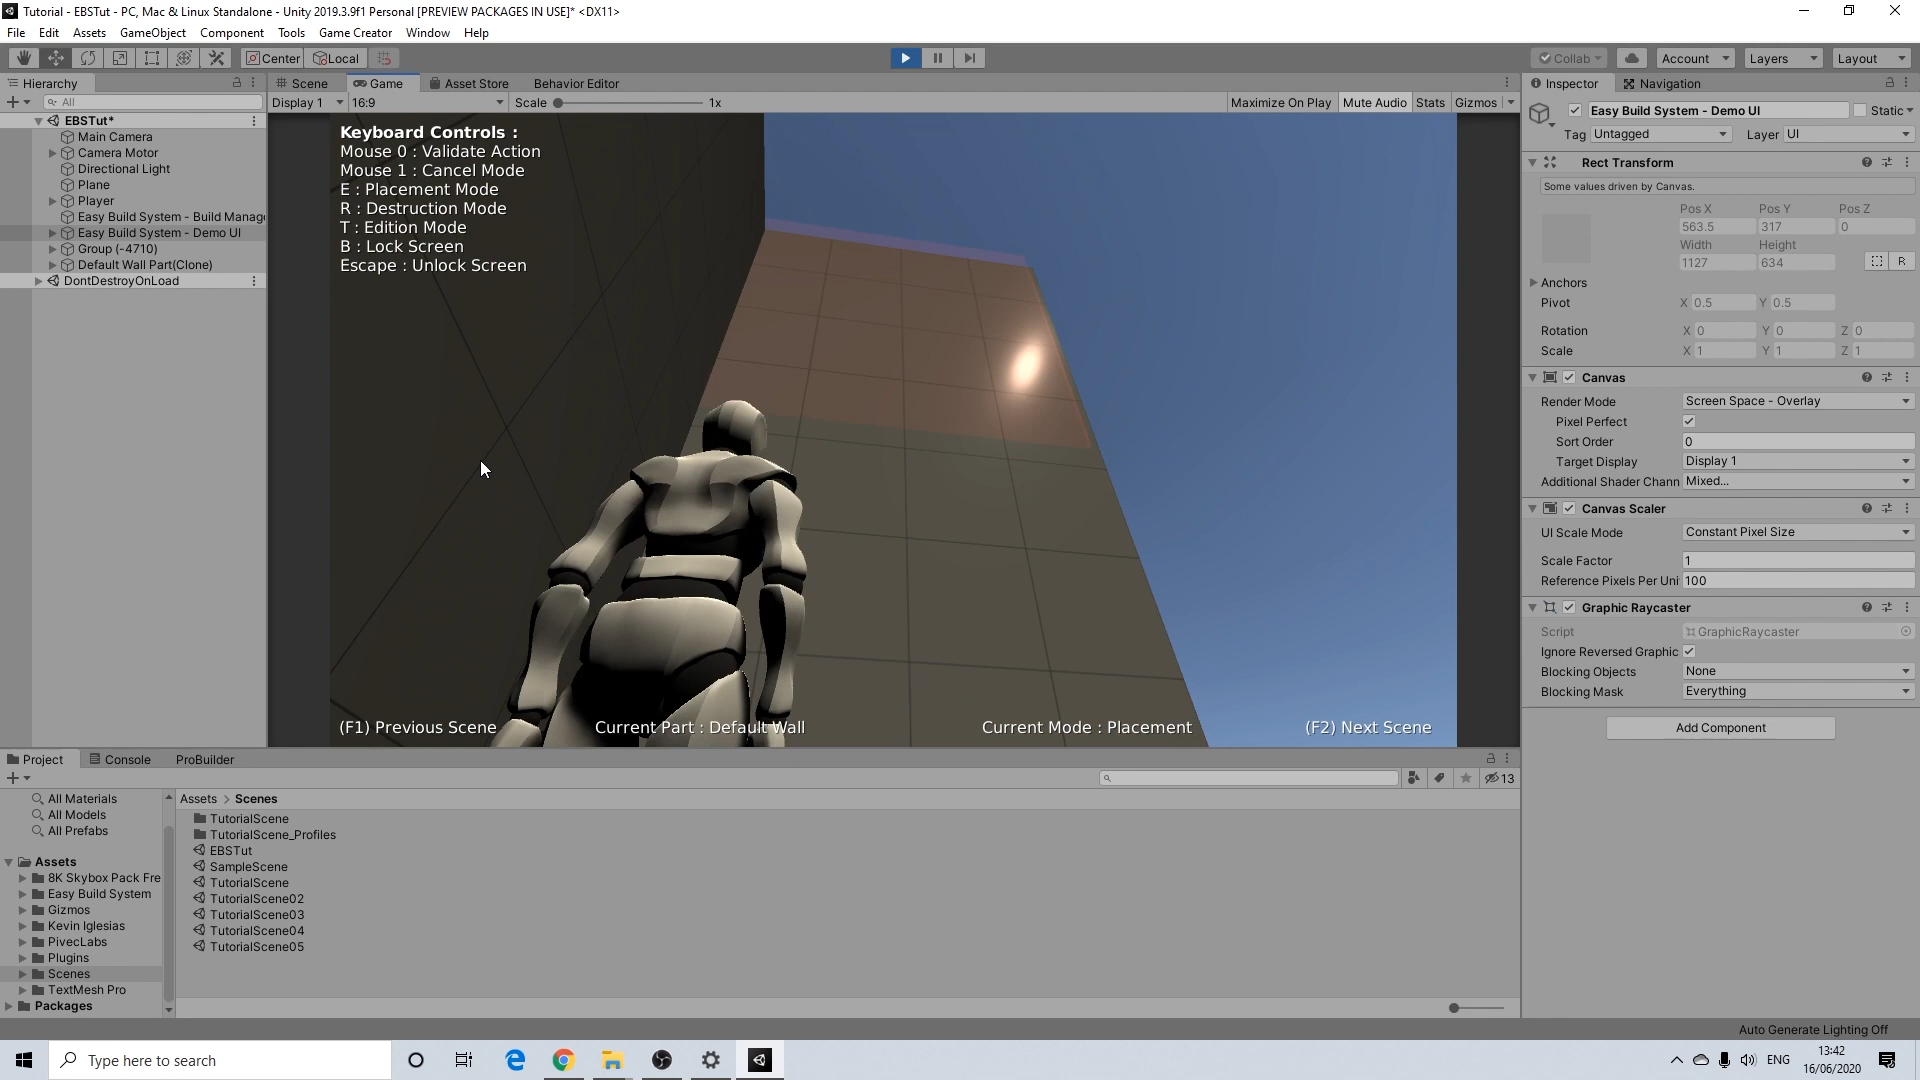 Tutorial - EBSTut - PC, Mac & Linux Standalone - Unity 2019.3.9f1 Personal [PREVIEW PACKAGES IN USE]* <DX11>
File Edit Assets GameObject Component Tools Game Creator Window Help
Center Local Collab Account Layers Layout
Hierarchy
All
EBSTut*
Main Camera
Camera Motor
Directional Light
Plane
Player
Easy Build System - Build Manag
Easy Build System - Demo UI
Group (-4710)
Default Wall Part(Clone)
DontDestroyOnLoad
Scene Game Asset Store Behavior Editor
Display 1 16:9 Scale 1x Maximize On Play Mute Audio Stats Gizmos
Keyboard Controls :
Mouse 0 : Validate Action
Mouse 1 : Cancel Mode
E : Placement Mode
R : Destruction Mode
T : Edition Mode
B : Lock Screen
Escape : Unlock Screen
(F1) Previous Scene Current Part : Default Wall Current Mode : Placement (F2) Next Scene
Inspector Navigation
Easy Build System - Demo UI Static
Tag Untagged Layer UI
Rect Transform
Some values driven by Canvas.
Pos X Pos Y Pos Z
563.5 317 0
Width Height
1127 634 R
Anchors
Pivot X 0.5 Y 0.5
Rotation X 0 Y 0 Z 0
Scale X 1 Y 1 Z 1
Canvas
Render Mode Screen Space - Overlay
Pixel Perfect
Sort Order 0
Target Display Display 1
Additional Shader Chann Mixed...
Canvas Scaler
UI Scale Mode Constant Pixel Size
Scale Factor 1
Reference Pixels Per Uni 100
Graphic Raycaster
Script GraphicRaycaster
Ignore Reversed Graphic
Blocking Objects None
Blocking Mask Everything
Add Component
Project Console ProBuilder
13
All Materials
All Models
All Prefabs
Assets
8K Skybox Pack Fre
Easy Build System
Gizmos
Kevin Iglesias
PivecLabs
Plugins
Scenes
TextMesh Pro
Packages
Assets > Scenes
TutorialScene
TutorialScene_Profiles
EBSTut
SampleScene
TutorialScene
TutorialScene02
TutorialScene03
TutorialScene04
TutorialScene05
Auto Generate Lighting Off
Type here to search
ENG
13:42
16/06/2020